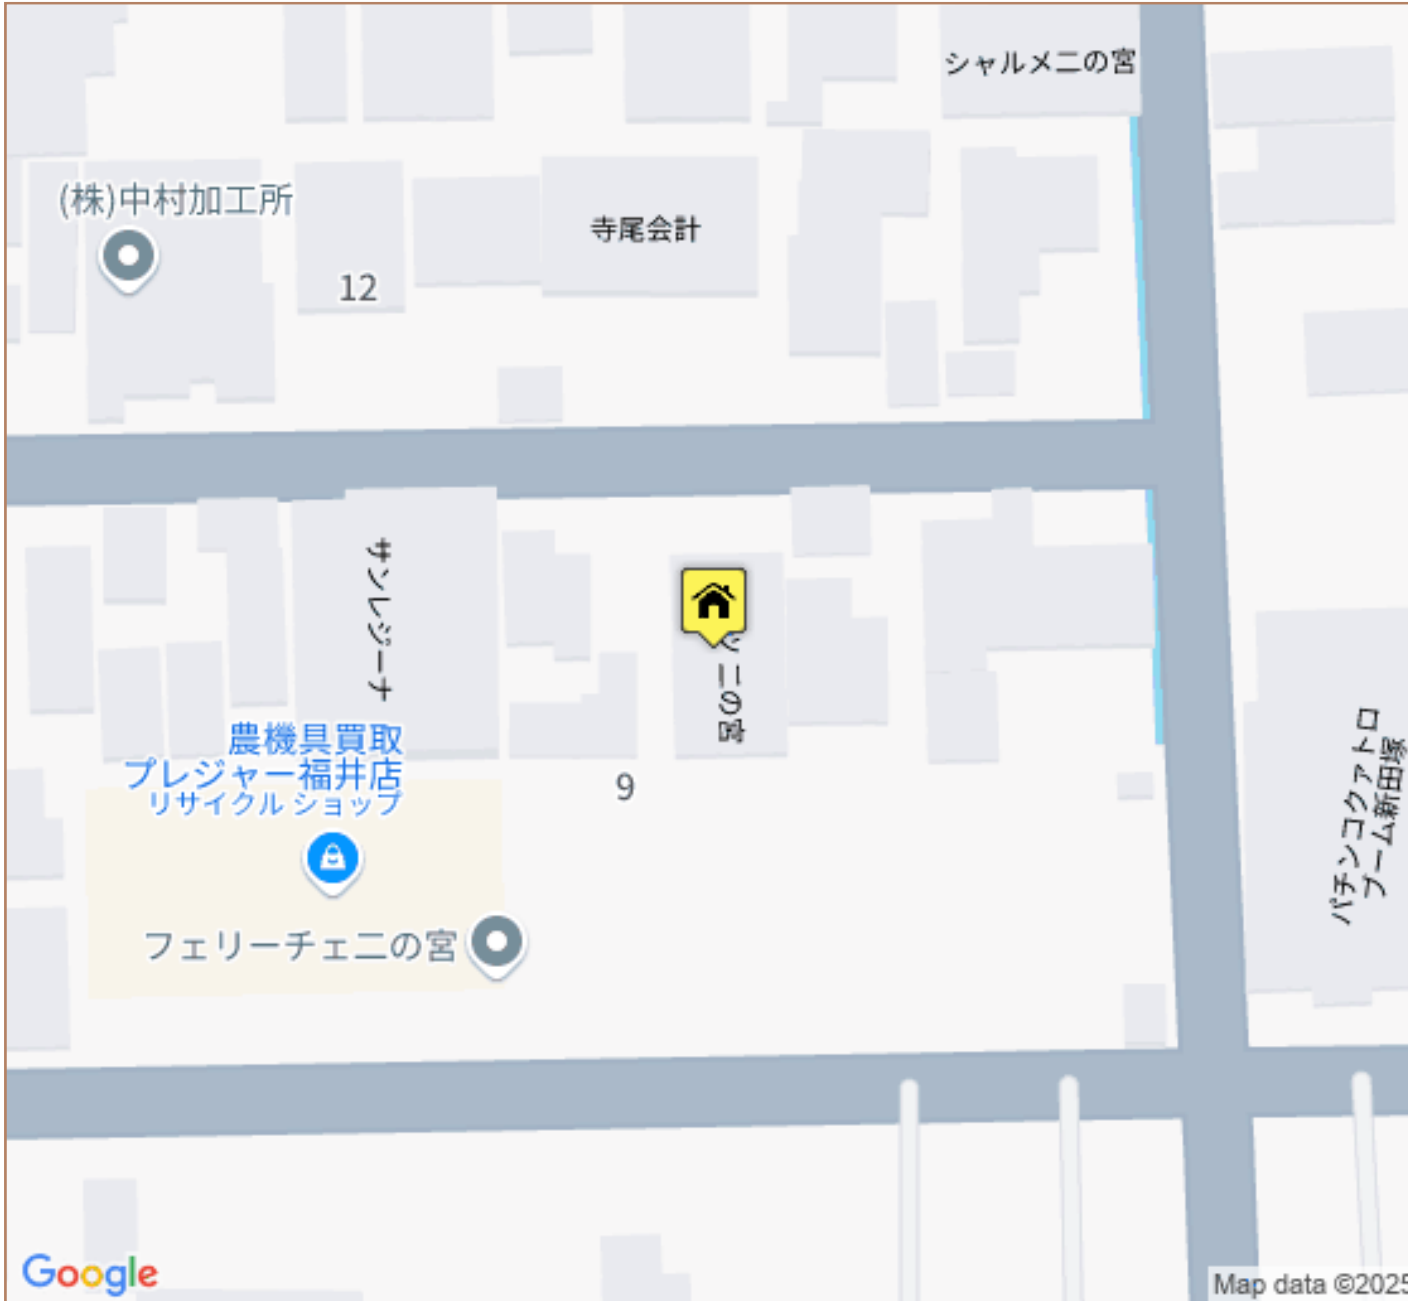 シャルメ二の宮
(株)中村加工所
寺尾会計
12
サンレジーナ
ツ二の宮
農機具買取
プレジャー福井店
リサイクル ショップ
9
パチンコクァトロ
ブーム新田塚
フェリーチェ二の宮
Google
Map data ©2025